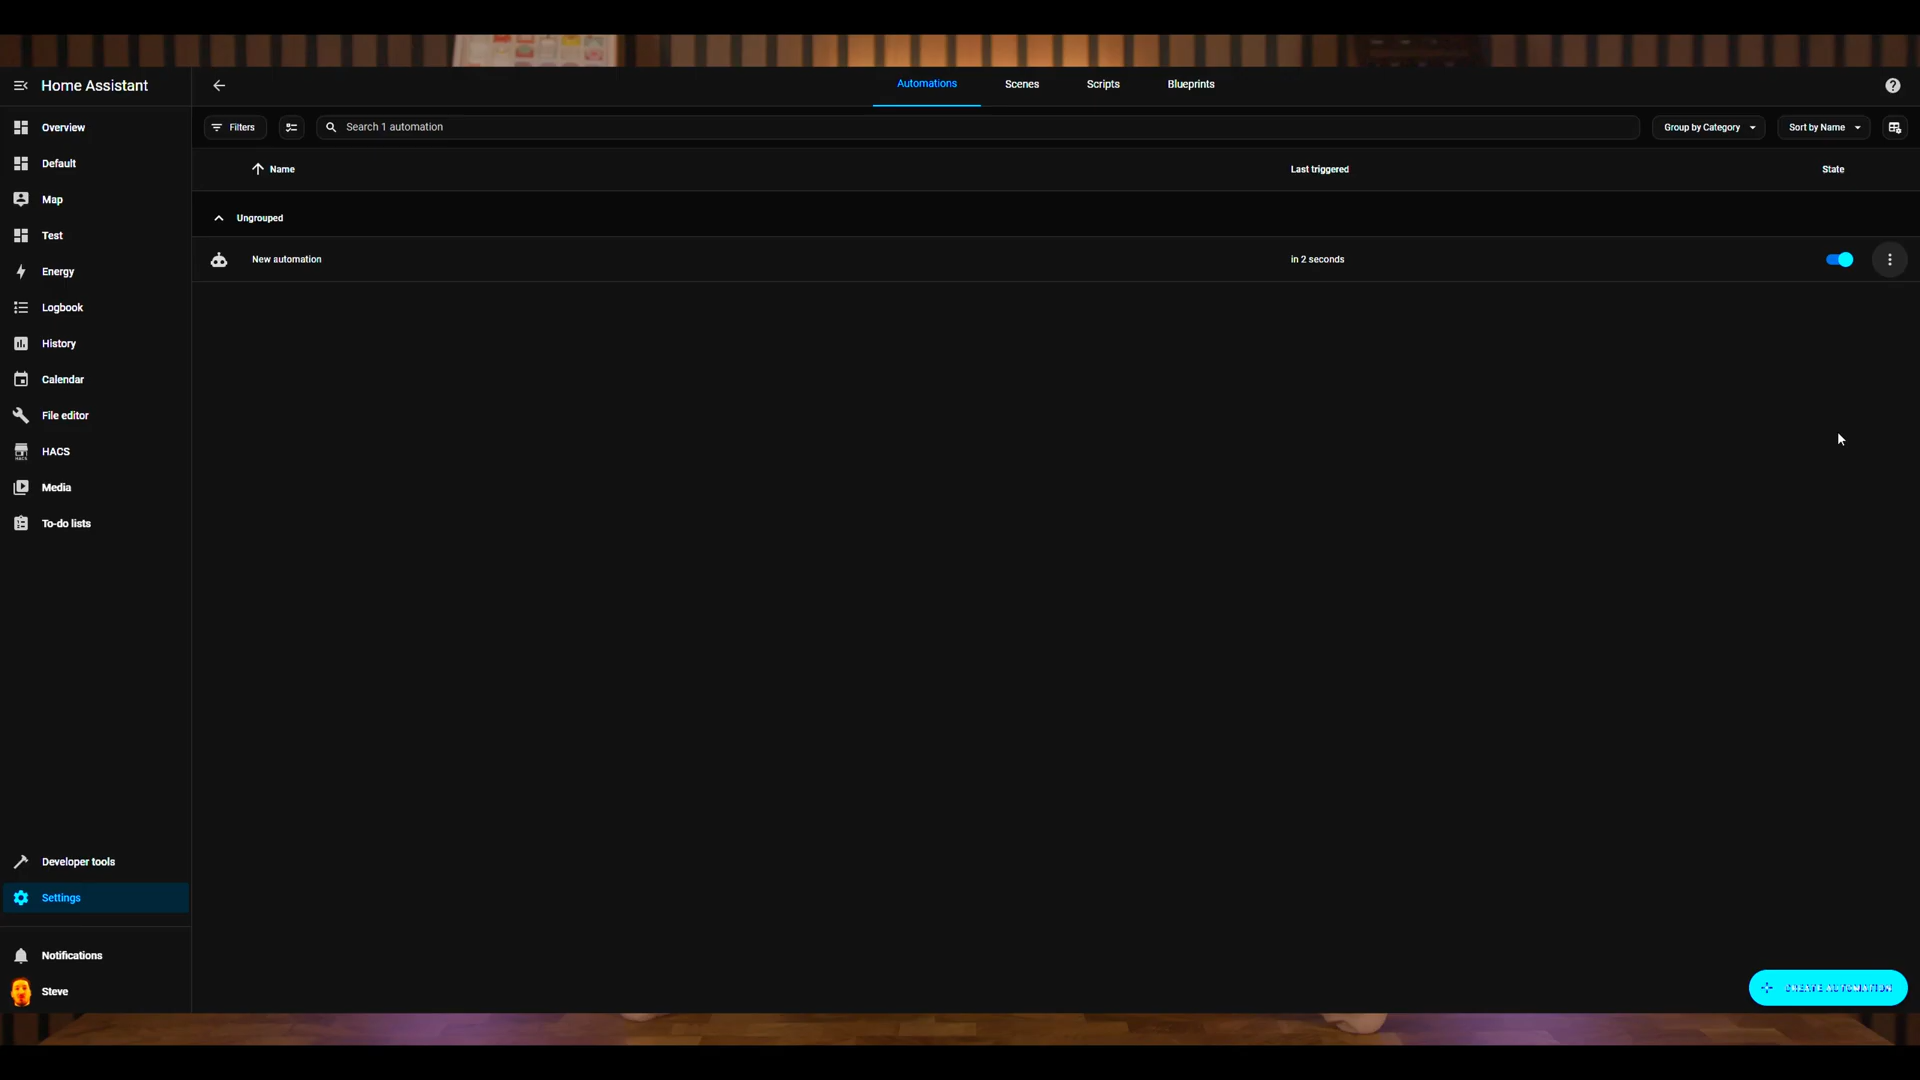 Home Assistant
Automations
Scenes
Scripts
Blueprints
Overview
Default
Map
Test
Energy
Logbook
History
Calendar
File editor
HACS
Media
To-do lists
Developer tools
Settings
Notifications
Steve
Filters
Search 1 automation
Group by Category
Sort by Name
Name
Last triggered
State
Ungrouped
New automation
in 2 seconds
CREATE AUTOMATION